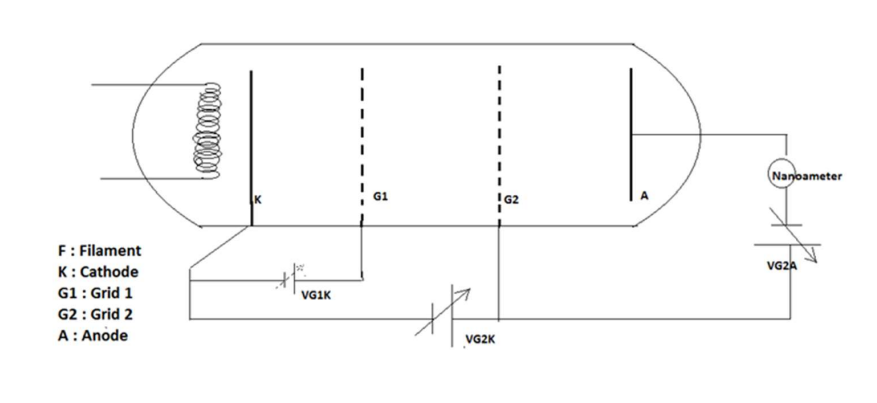 K
G1
G2
A
Nanoameter
VG2A
F : Filament
K : Cathode
G1 : Grid 1
G2 : Grid 2
A : Anode
VG1K
VG2K